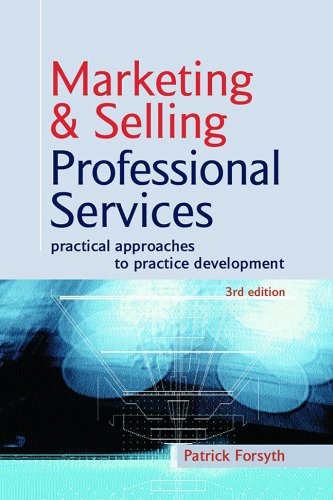 Marketing
& Selling
Professional
Services
practical approaches
to practice development
3rd edition
Patrick Forsyth